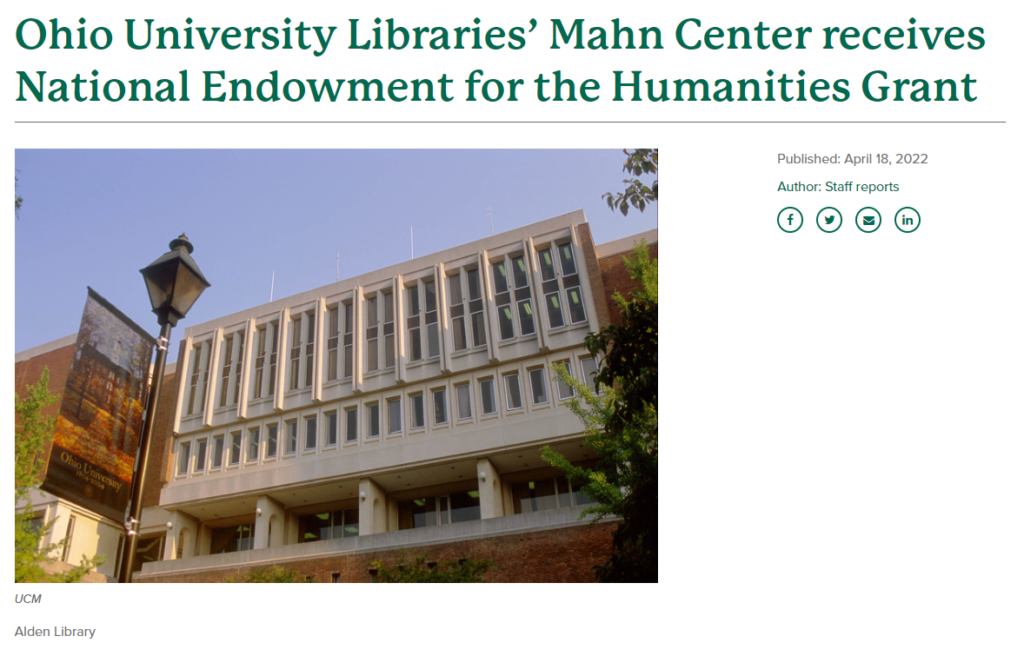 Ohio University Libraries’ Mahn Center receives
National Endowment for the Humanities Grant
Published: April 18, 2022
Author: Staff reports
Ohio University
UCM
Alden Library